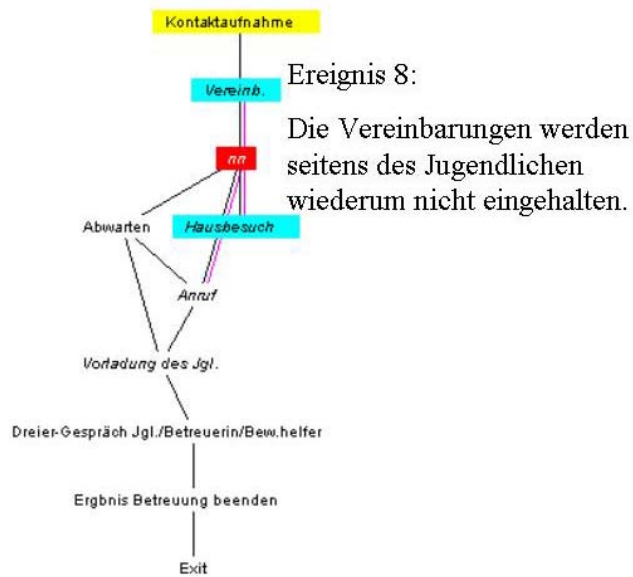 Kontaktaufnahme
Vereinb.
Ereignis 8:
Die Vereinbarungen werden
seitens des Jugendlichen
wiederum nicht eingehalten.
nn
Abwarten
Hausbesuch
Anruf
Vorladung des Jgl.
Dreier-Gespräch Jgl./Betreuerin/Bew.helfer
Ergbnis Betreuung beenden
Exit